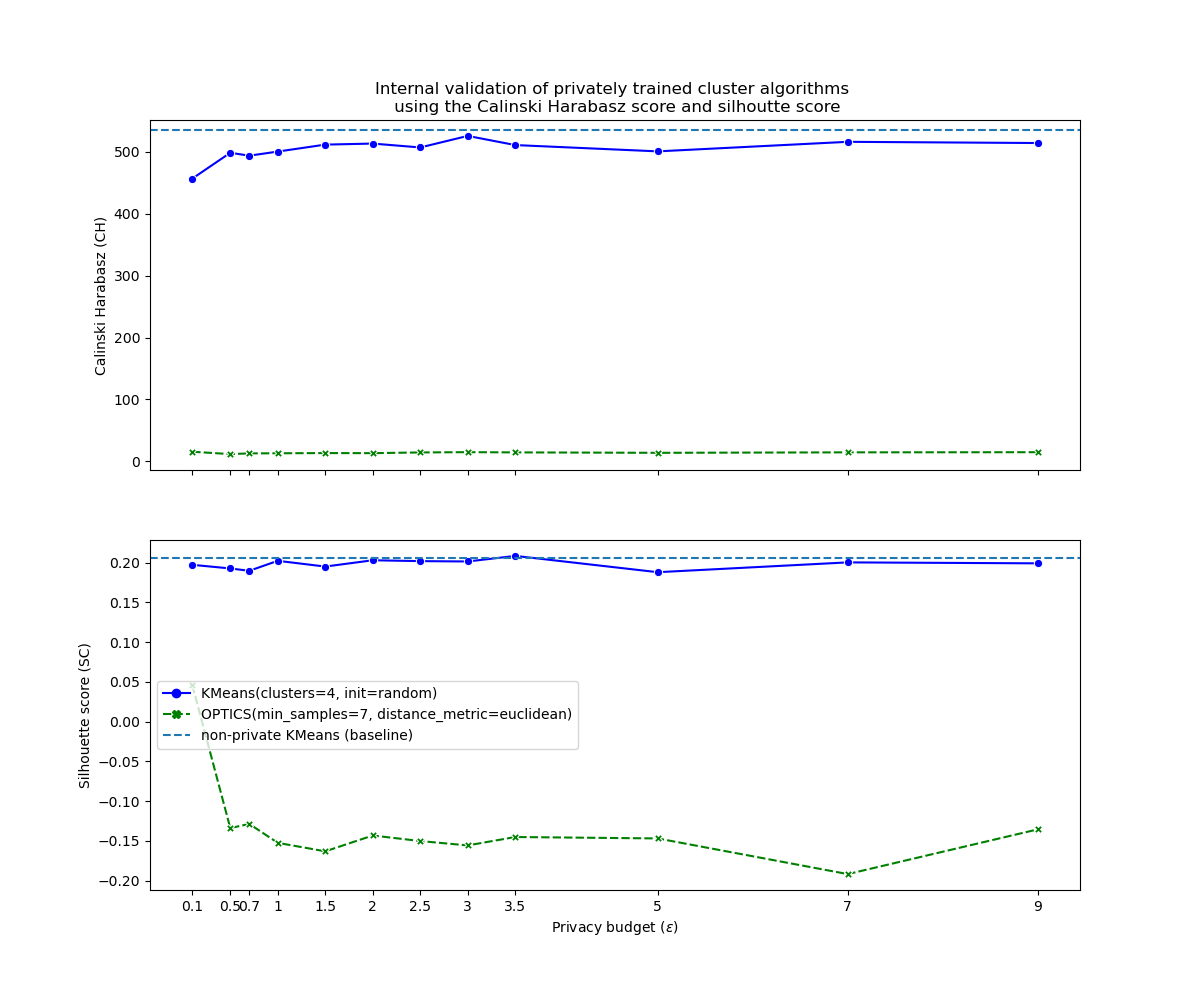 Internal validation of privately trained cluster algorithms
using the Calinski Harabasz score and silhoutte score
500
400
300
200
100
0
Calinski Harabasz (CH)
0.20
0.15
0.10
0.05
0.00
−0.05
−0.10
−0.15
−0.20
Silhouette score (SC)
KMeans(clusters=4, init=random)
OPTICS(min_samples=7, distance_metric=euclidean)
non-private KMeans (baseline)
0.1 0.5 0.7 1 1.5 2 2.5 3 3.5 5 7 9
Privacy budget (ε)